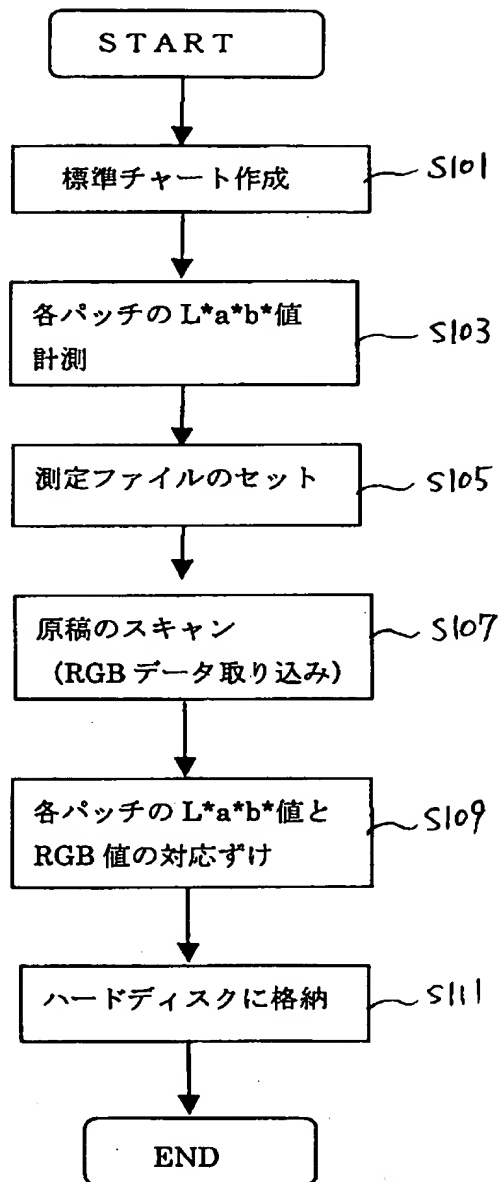 START
標準チャート作成
S101
各パッチの L*a*b*値
計測
S103
測定ファイルのセット
S105
原稿のスキャン
(RGB データ取り込み)
S107
各パッチの L*a*b*値と
RGB 値の対応ずけ
S109
ハードディスクに格納
S111
END